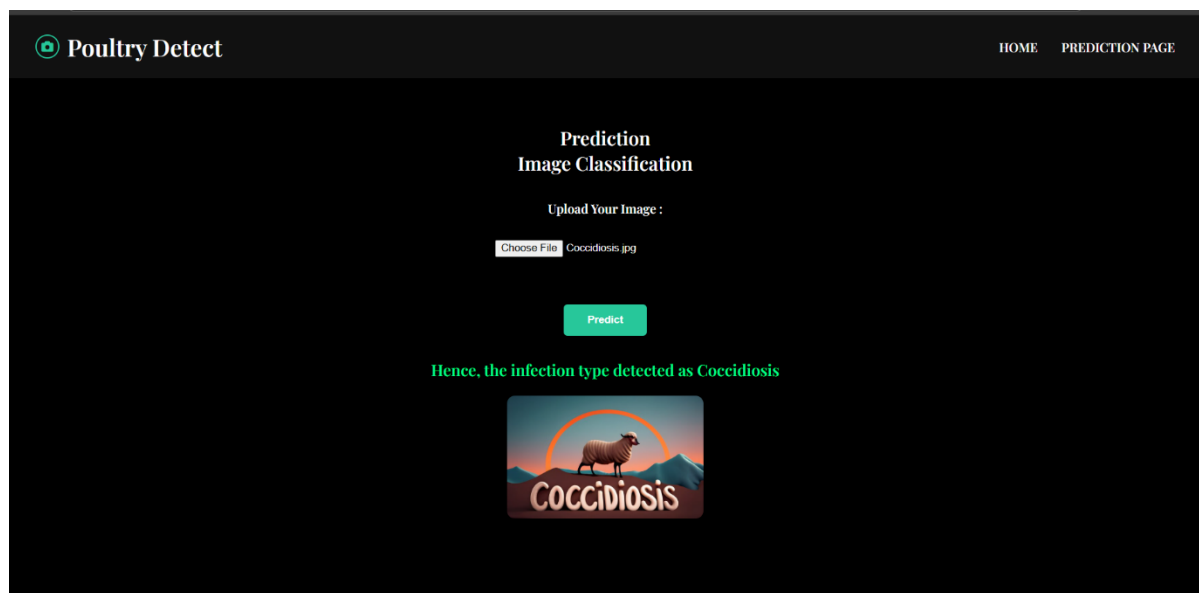 Poultry Detect
HOME PREDICTION PAGE
Prediction
Image Classification
Upload Your Image :
Choose File Coccidiosis.jpg
Predict
Hence, the infection type detected as Coccidiosis
COCCiDiOSiS